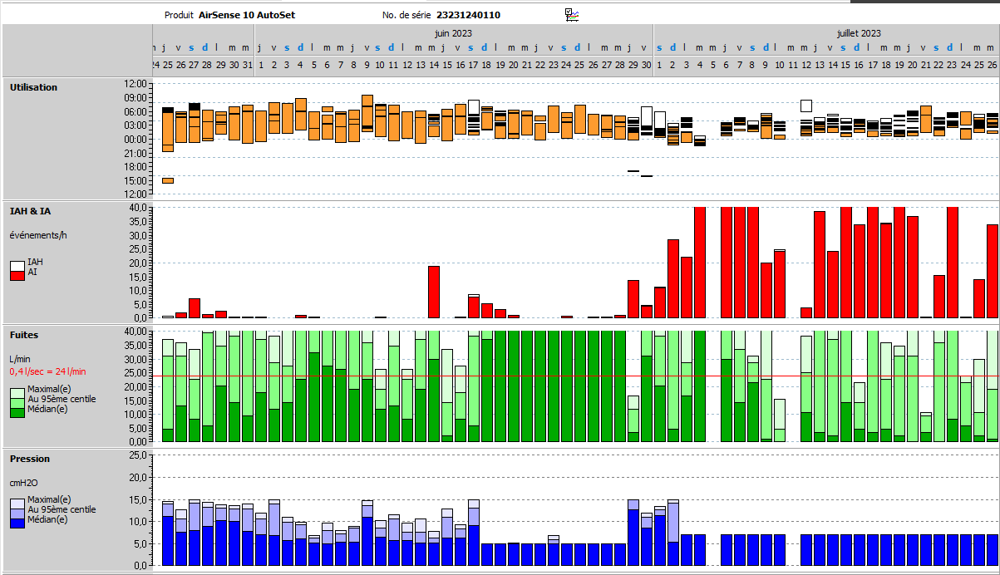 Produit AirSense 10 AutoSet No. de série 23231240110
juin 2023 juillet 2023
j v s d l m m j v s d l m m j v s d l m m j v s d l m m j v s d l m m j v s d l m m j v s d l m m j v s d l m m j v s d l m m
24 25 26 27 28 29 30 31 1 2 3 4 5 6 7 8 9 10 11 12 13 14 15 16 17 18 19 20 21 22 23 24 25 26 27 28 29 30 1 2 3 4 5 6 7 8 9 10 11 12 13 14 15 16 17 18 19 20 21 22 23 24 25 26
Utilisation
12:00
09:00
06:00
03:00
00:00
21:00
18:00
15:00
12:00
IAH & IA
événements/h
IAH
AI
40,0
35,0
30,0
25,0
20,0
15,0
10,0
5,0
0,0
Fuites
L/min
0,4 l/sec = 24 l/min
Maximal(e)
Au 95ème centile
Médian(e)
40,00
35,00
30,00
25,00
20,00
15,00
10,00
5,00
0,00
Pression
cmH2O
Maximal(e)
Au 95ème centile
Médian(e)
25,0
20,0
15,0
10,0
5,0
0,0